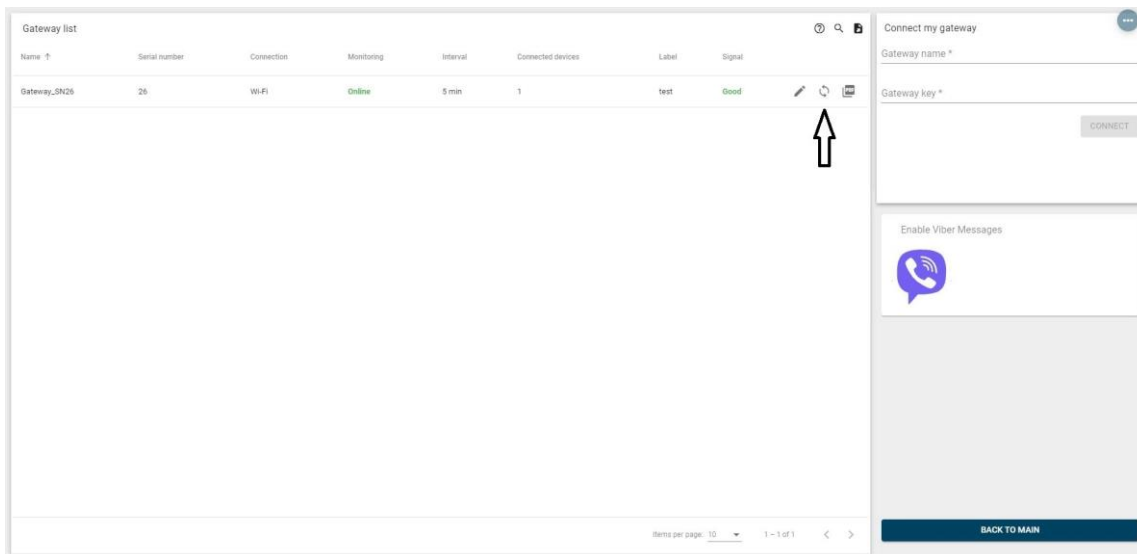 Gateway list
Name ↑ Serial number Connection Monitoring Interval Connected devices Label Signal
Gateway_SN26 26 Wi-Fi Online 5 min 1 test Good
Items per page: 10 1 – 1 of 1
Connect my gateway
Gateway name *
Gateway key *
CONNECT
Enable Viber Messages
BACK TO MAIN